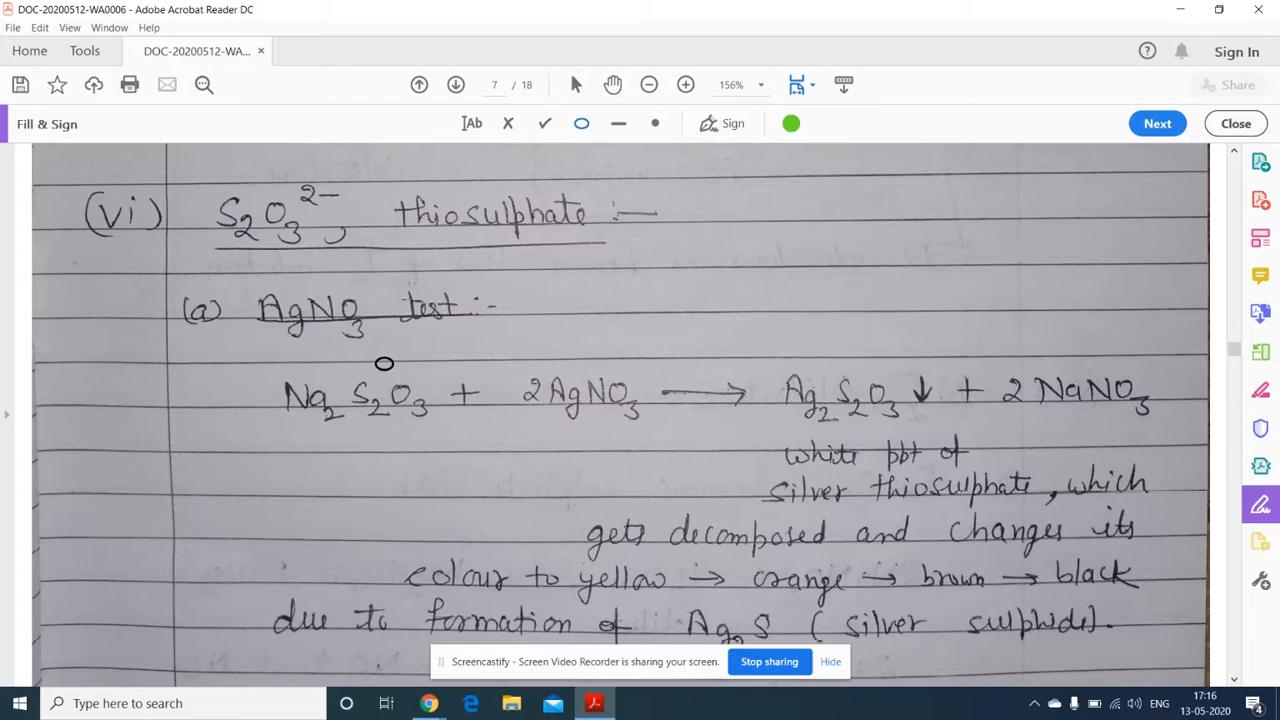 DOC-20200512-WA0006 - Adobe Acrobat Reader DC
File Edit View Window Help
Home Tools DOC-20200512-WA... × Sign In
7 / 18 156% Share
Fill & Sign Ab Sign Next Close
(vi) S₂O₃²⁻, thiosulphate :—
(a) AgNO₃ test :-
Na₂S₂O₃ + 2AgNO₃ ⟶ Ag₂S₂O₃↓ + 2NaNO₃
white ppt of
silver thiosulphate, which
gets decomposed and changes its
colour to yellow → orange → brown → black
due to formation of Ag₂S (silver sulphide).
Screencastify - Screen Video Recorder is sharing your screen. Stop sharing Hide
Type here to search ENG 17:16
13-05-2020 4